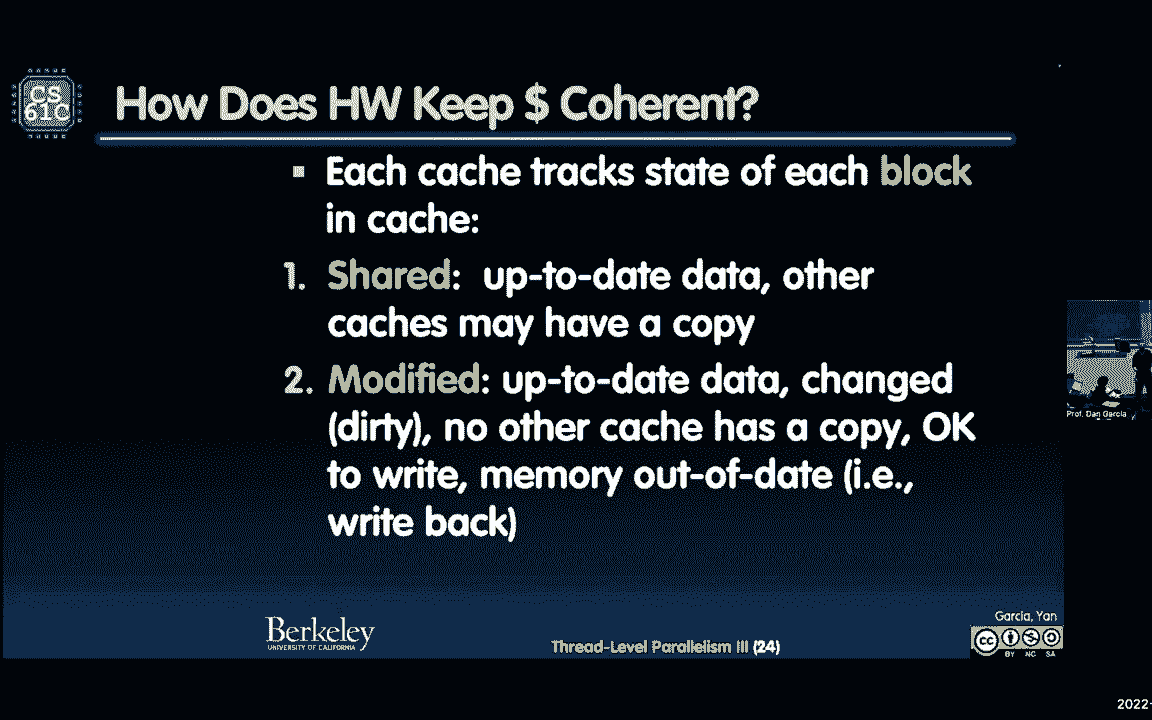 CS
61C
How Does HW Keep $ Coherent?
▪ Each cache tracks state of each block
in cache:
1. Shared: up-to-date data, other
caches may have a copy
2. Modified: up-to-date data, changed
(dirty), no other cache has a copy, OK
to write, memory out-of-date (i.e.,
write back)
Prof. Dan Garcia
Berkeley
UNIVERSITY OF CALIFORNIA
Thread-Level Parallelism III (24)
Garcia, Yan
cc
BY NC SA
2022-